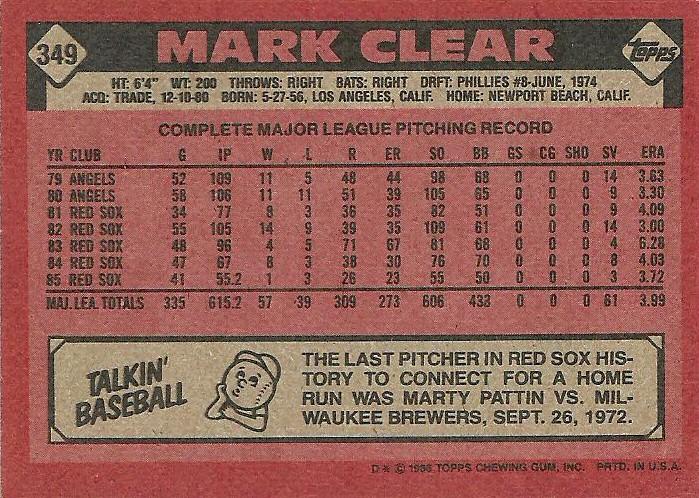 349
MARK CLEAR
topps
HT: 6'4" WT: 200 THROWS: RIGHT BATS: RIGHT DRFT: PHILLIES #8-JUNE, 1974
ACQ: TRADE, 12-10-80 BORN: 5-27-56, LOS ANGELES, CALIF. HOME: NEWPORT BEACH, CALIF.
COMPLETE MAJOR LEAGUE PITCHING RECORD
YR CLUB G IP W L R ER SO BB GS CG SHO SV ERA
79 ANGELS 52 109 11 5 48 44 98 68 0 0 0 14 3.63
80 ANGELS 58 106 11 11 51 39 105 65 0 0 0 9 3.30
81 RED SOX 34 77 8 3 36 35 82 51 0 0 0 9 4.09
82 RED SOX 55 105 14 9 39 35 109 61 0 0 0 14 3.00
83 RED SOX 48 96 4 5 71 67 81 68 0 0 0 4 6.28
84 RED SOX 47 67 8 3 38 30 76 70 0 0 0 8 4.03
85 RED SOX 41 55.2 1 3 26 23 55 50 0 0 0 3 3.72
MAJ. LEA. TOTALS 335 615.2 57 39 309 273 606 433 0 0 0 61 3.99
TALKIN'
BASEBALL
THE LAST PITCHER IN RED SOX HIS-
TORY TO CONNECT FOR A HOME
RUN WAS MARTY PATTIN VS. MIL-
WAUKEE BREWERS, SEPT. 26, 1972.
D* © 1986 TOPPS CHEWING GUM, INC. PRTD. IN U.S.A.